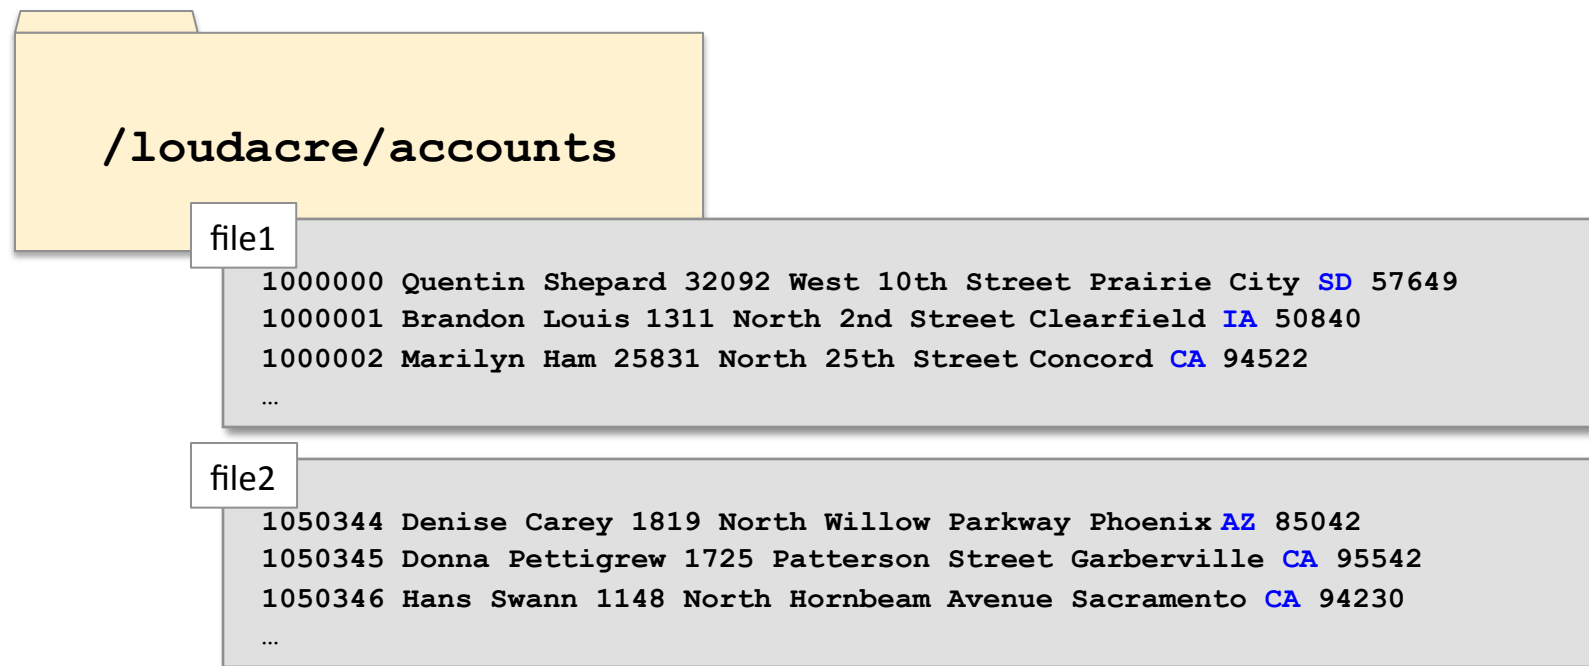 /loudacre/accounts
file1
1000000 Quentin Shepard 32092 West 10th Street Prairie City SD 57649
1000001 Brandon Louis 1311 North 2nd Street Clearfield IA 50840
1000002 Marilyn Ham 25831 North 25th Street Concord CA 94522
…
file2
1050344 Denise Carey 1819 North Willow Parkway Phoenix AZ 85042
1050345 Donna Pettigrew 1725 Patterson Street Garberville CA 95542
1050346 Hans Swann 1148 North Hornbeam Avenue Sacramento CA 94230
…